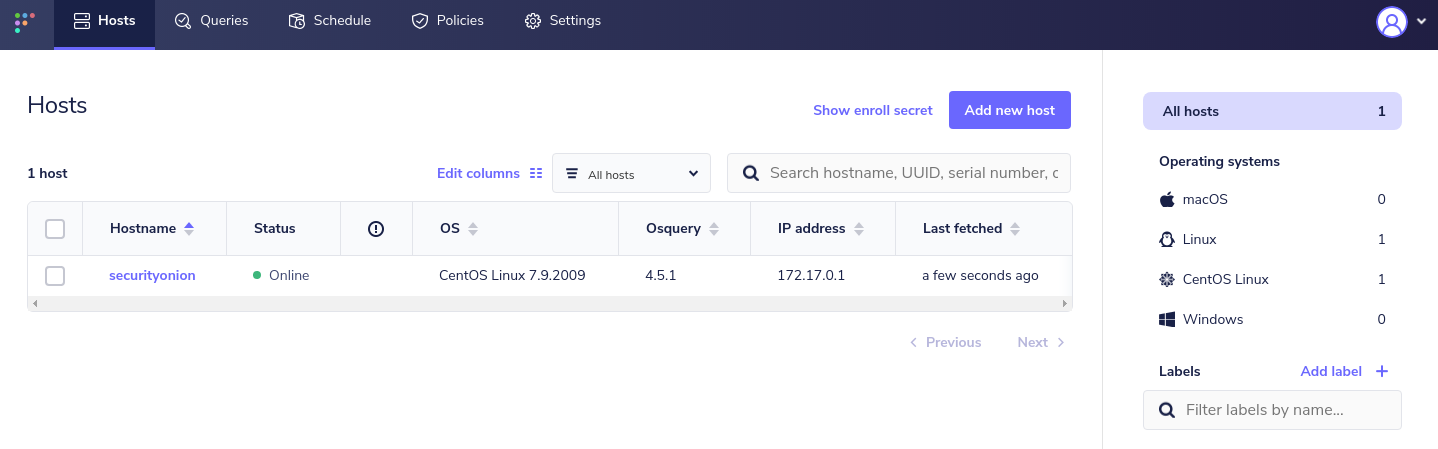 Hosts Queries Schedule Policies Settings
Hosts
Show enroll secret Add new host
1 host
Edit columns All hosts Search hostname, UUID, serial number, c
Hostname Status OS Osquery IP address Last fetched
securityonion Online CentOS Linux 7.9.2009 4.5.1 172.17.0.1 a few seconds ago
Previous Next
All hosts 1
Operating systems
macOS 0
Linux 1
CentOS Linux 1
Windows 0
Labels Add label +
Filter labels by name...